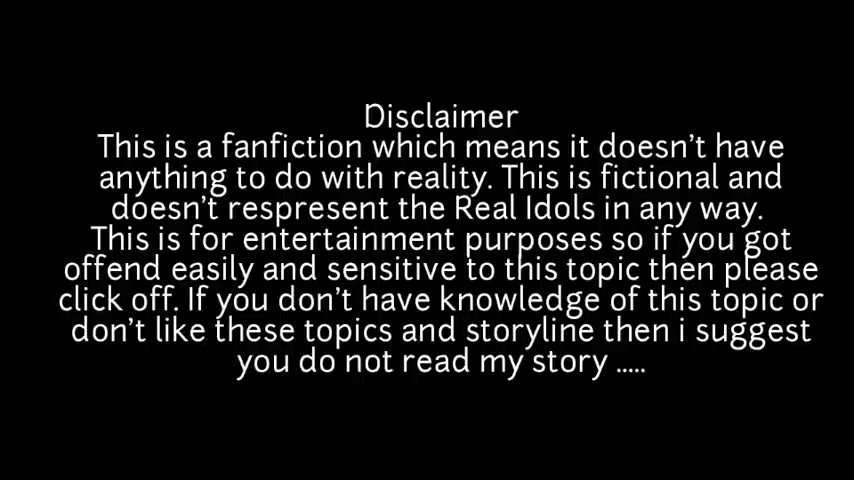 Disclaimer
This is a fanfiction which means it doesn't have
anything to do with reality. This is fictional and
doesn't respresent the Real Idols in any way.
This is for entertainment purposes so if you got
offend easily and sensitive to this topic then please
click off. If you don't have knowledge of this topic or
don't like these topics and storyline then i suggest
you do not read my story .....